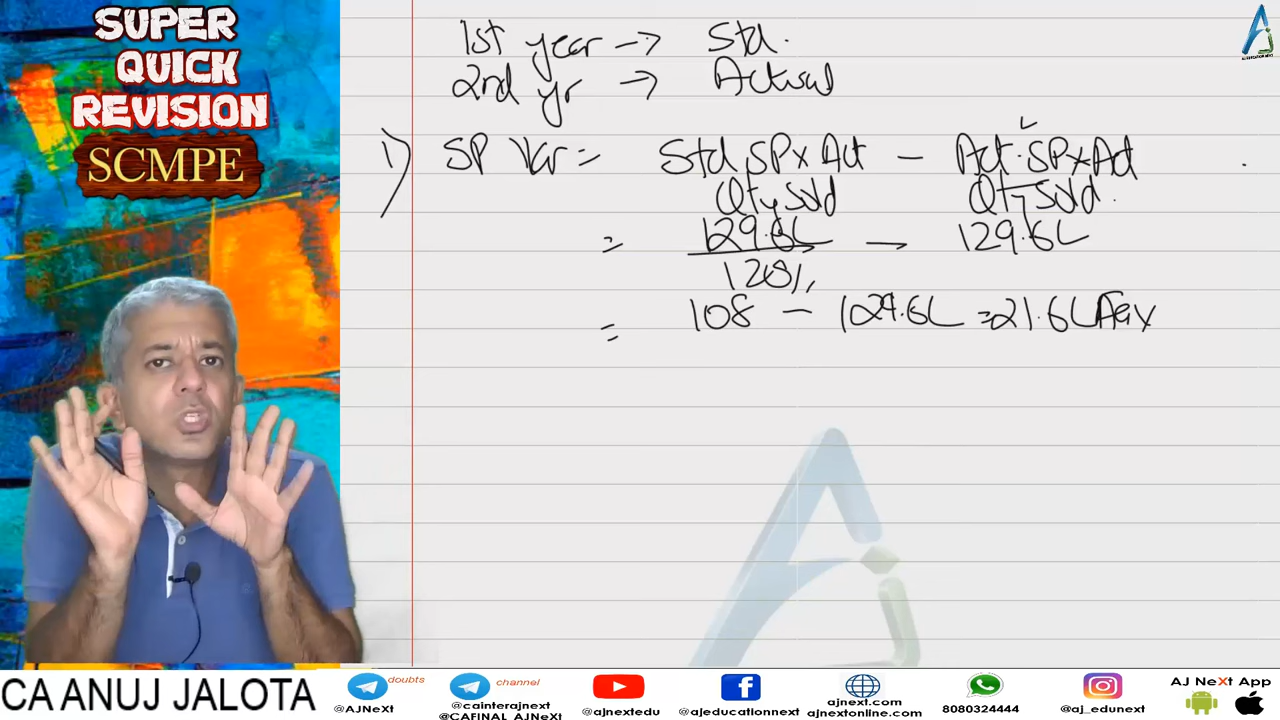 SUPER
QUICK
REVISION
SCMPE
1st year → Std.
2nd yr → Actual
1) SP Var = Std SP x Act Qty Sold – Act. SP x Act Qty Sold.
= 129.6L / 120% – 129.6L
= 108 – 129.6L = 21.6L Fav
CA ANUJ JALOTA
doubts
@AJNeXt
channel
@cainterajnext
@CAFINAL_AJNeXt
@ajnextedu
@ajeducationnext
ajnext.com
ajnextonline.com
8080324444
@aj_edunext
AJ NeXt App